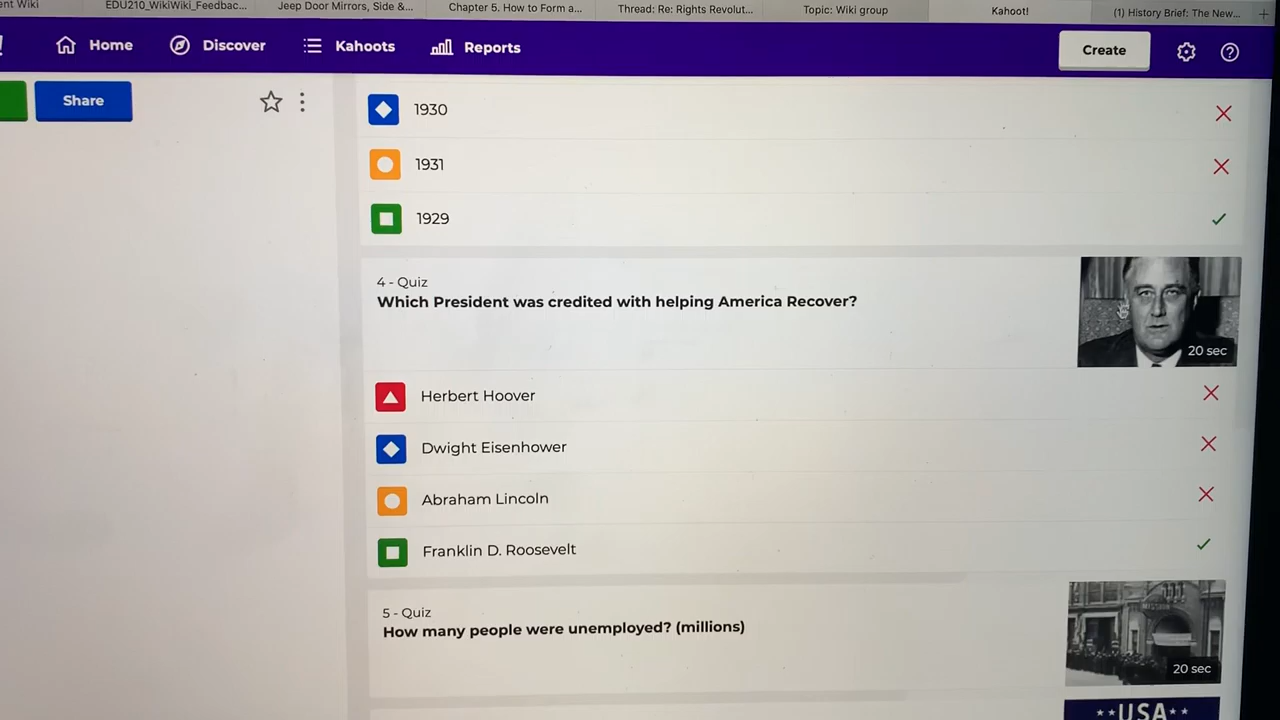 ent Wiki
EDU210_WikiWiki_Feedbac...
Jeep Door Mirrors, Side &...
Chapter 5. How to Form a...
Thread: Re: Rights Revolut...
Topic: Wiki group
Kahoot!
(1) History Brief: The New...
!
Home
Discover
Kahoots
Reports
Create
Share
1930
1931
1929
4 - Quiz
Which President was credited with helping America Recover?
20 sec
Herbert Hoover
Dwight Eisenhower
Abraham Lincoln
Franklin D. Roosevelt
5 - Quiz
How many people were unemployed? (millions)
MISSION
20 sec
USA